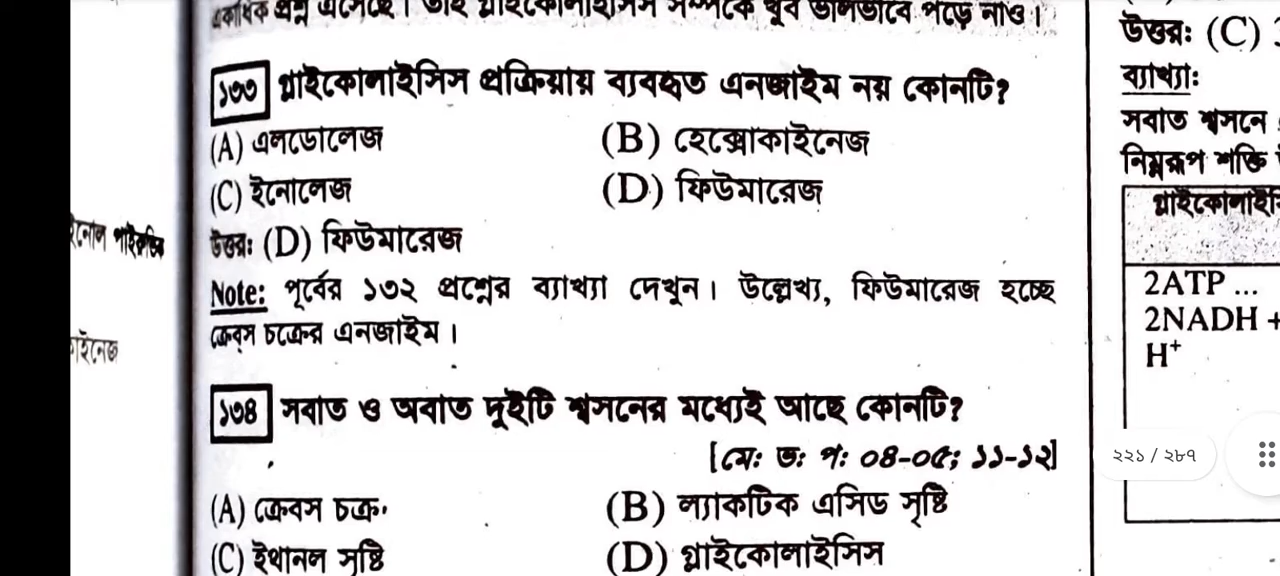 একাধিক প্রশ্ন এসেছে। তাই গ্লাইকোলাইসিস সম্পর্কে খুব ভালভাবে পড়ে নাও।
১৩৩ গ্লাইকোলাইসিস প্রক্রিয়ায় ব্যবহৃত এনজাইম নয় কোনটি?
(A) এলডোলেজ (B) হেক্সোকাইনেজ
(C) ইনোলেজ (D) ফিউমারেজ
উত্তর: (D) ফিউমারেজ
Note: পূর্বের ১৩২ প্রশ্নের ব্যাখ্যা দেখুন। উল্লেখ্য, ফিউমারেজ হচ্ছে
ক্রেব্‌স চক্রের এনজাইম।
১৩৪ সবাত ও অবাত দুইটি শ্বসনের মধ্যেই আছে কোনটি?
[মে: ভ: প: ০৪-০৫; ১১-১২]
(A) ক্রেবস চক্র (B) ল্যাকটিক এসিড সৃষ্টি
(C) ইথানল সৃষ্টি (D) গ্লাইকোলাইসিস
উত্তর: (C)
ব্যাখ্যা:
সবাত শ্বসনে
নিম্নরূপ শক্তি
2ATP ...
2NADH +
H⁺
২২১ / ২৮৭